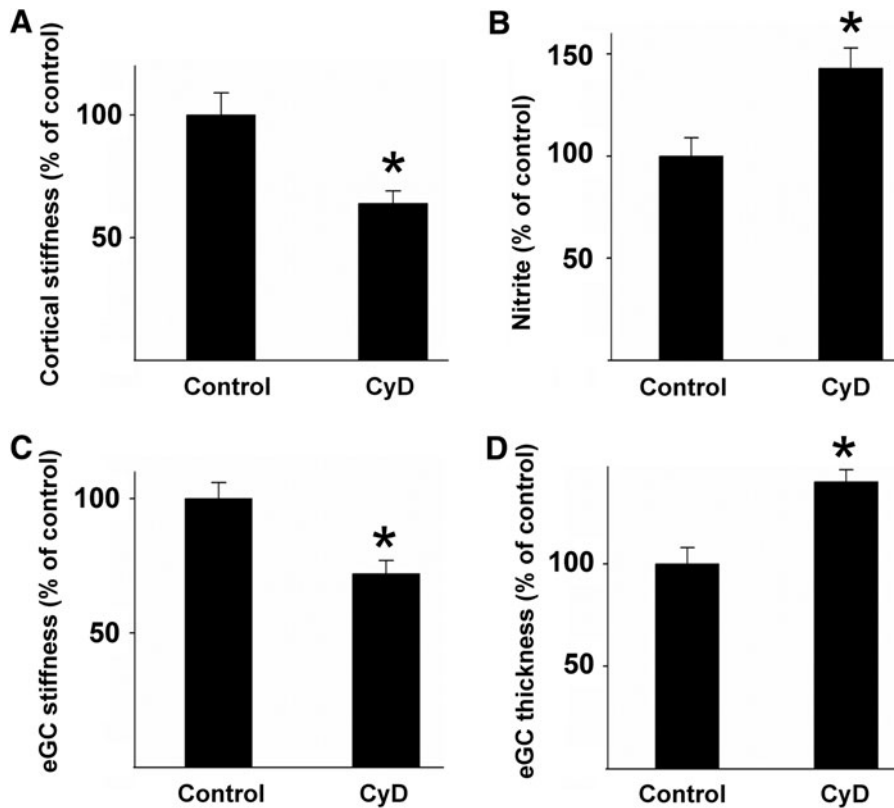 A
Cortical stiffness (% of control)
100
50
*
Control CyD
B
Nitrite (% of control)
150
100
50
*
Control CyD
C
eGC stiffness (% of control)
100
50
*
Control CyD
D
eGC thickness (% of control)
100
50
*
Control CyD